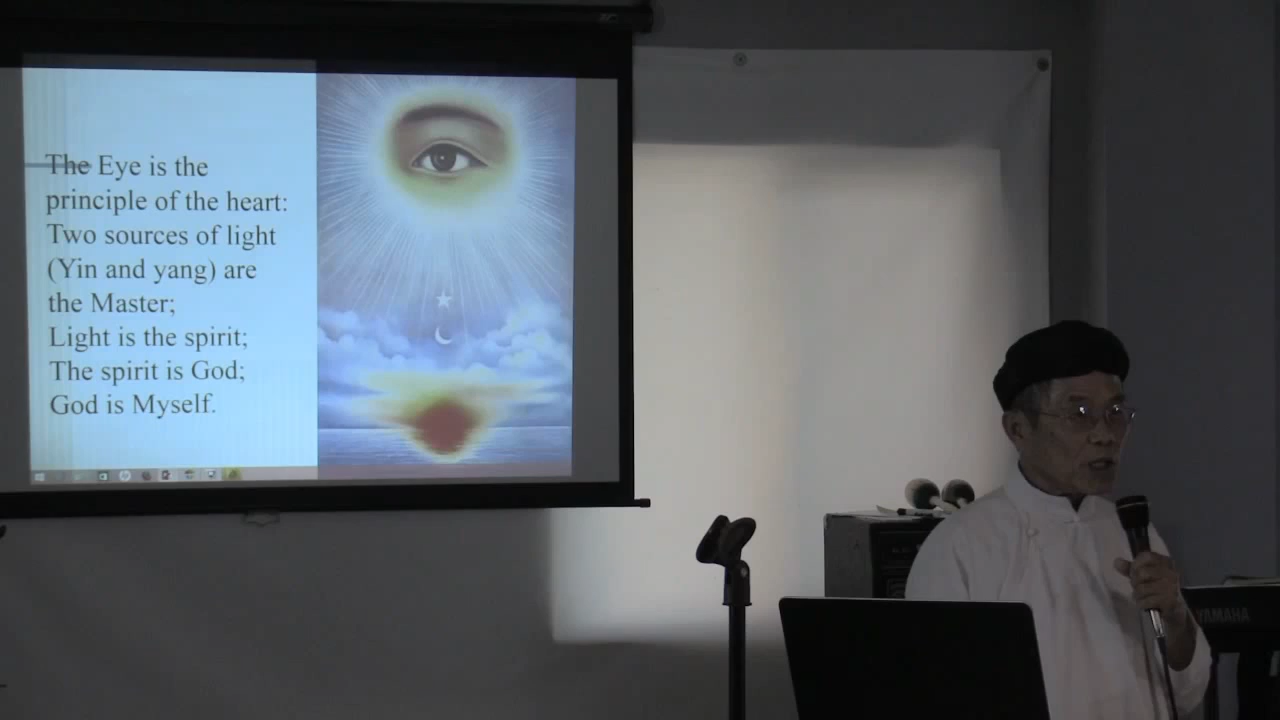 The Eye is the
principle of the heart:
Two sources of light
(Yin and yang) are
the Master;
Light is the spirit;
The spirit is God;
God is Myself.
YAMAHA